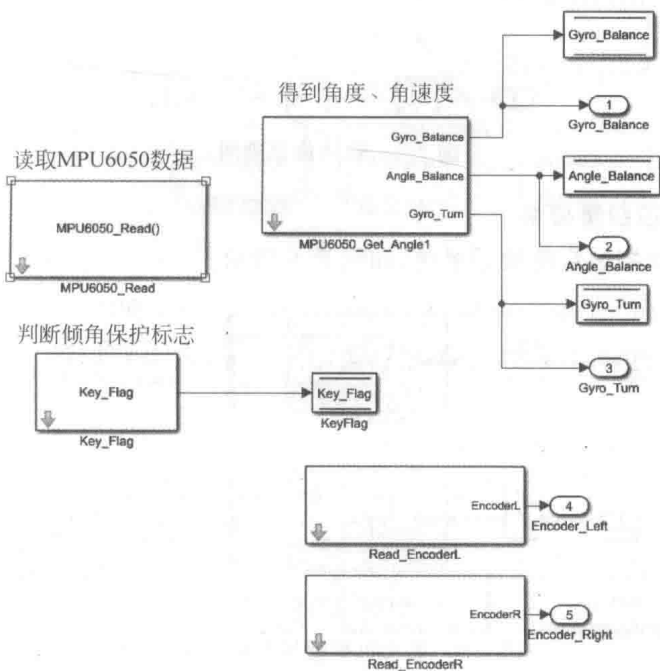 Gyro_Balance
得到角度、角速度
1
Gyro_Balance
Gyro_Balance
读取MPU6050数据
Angle_Balance
Angle_Balance
MPU6050_Read()
Gyro_Turn
MPU6050_Get_Angle1
2
Angle_Balance
MPU6050_Read
Gyro_Turn
判断倾角保护标志
3
Key_Flag
Key_Flag
Gyro_Turn
KeyFlag
Key_Flag
EncoderL
4
Encoder_Left
Read_EncoderL
EncoderR
5
Encoder_Right
Read_EncoderR